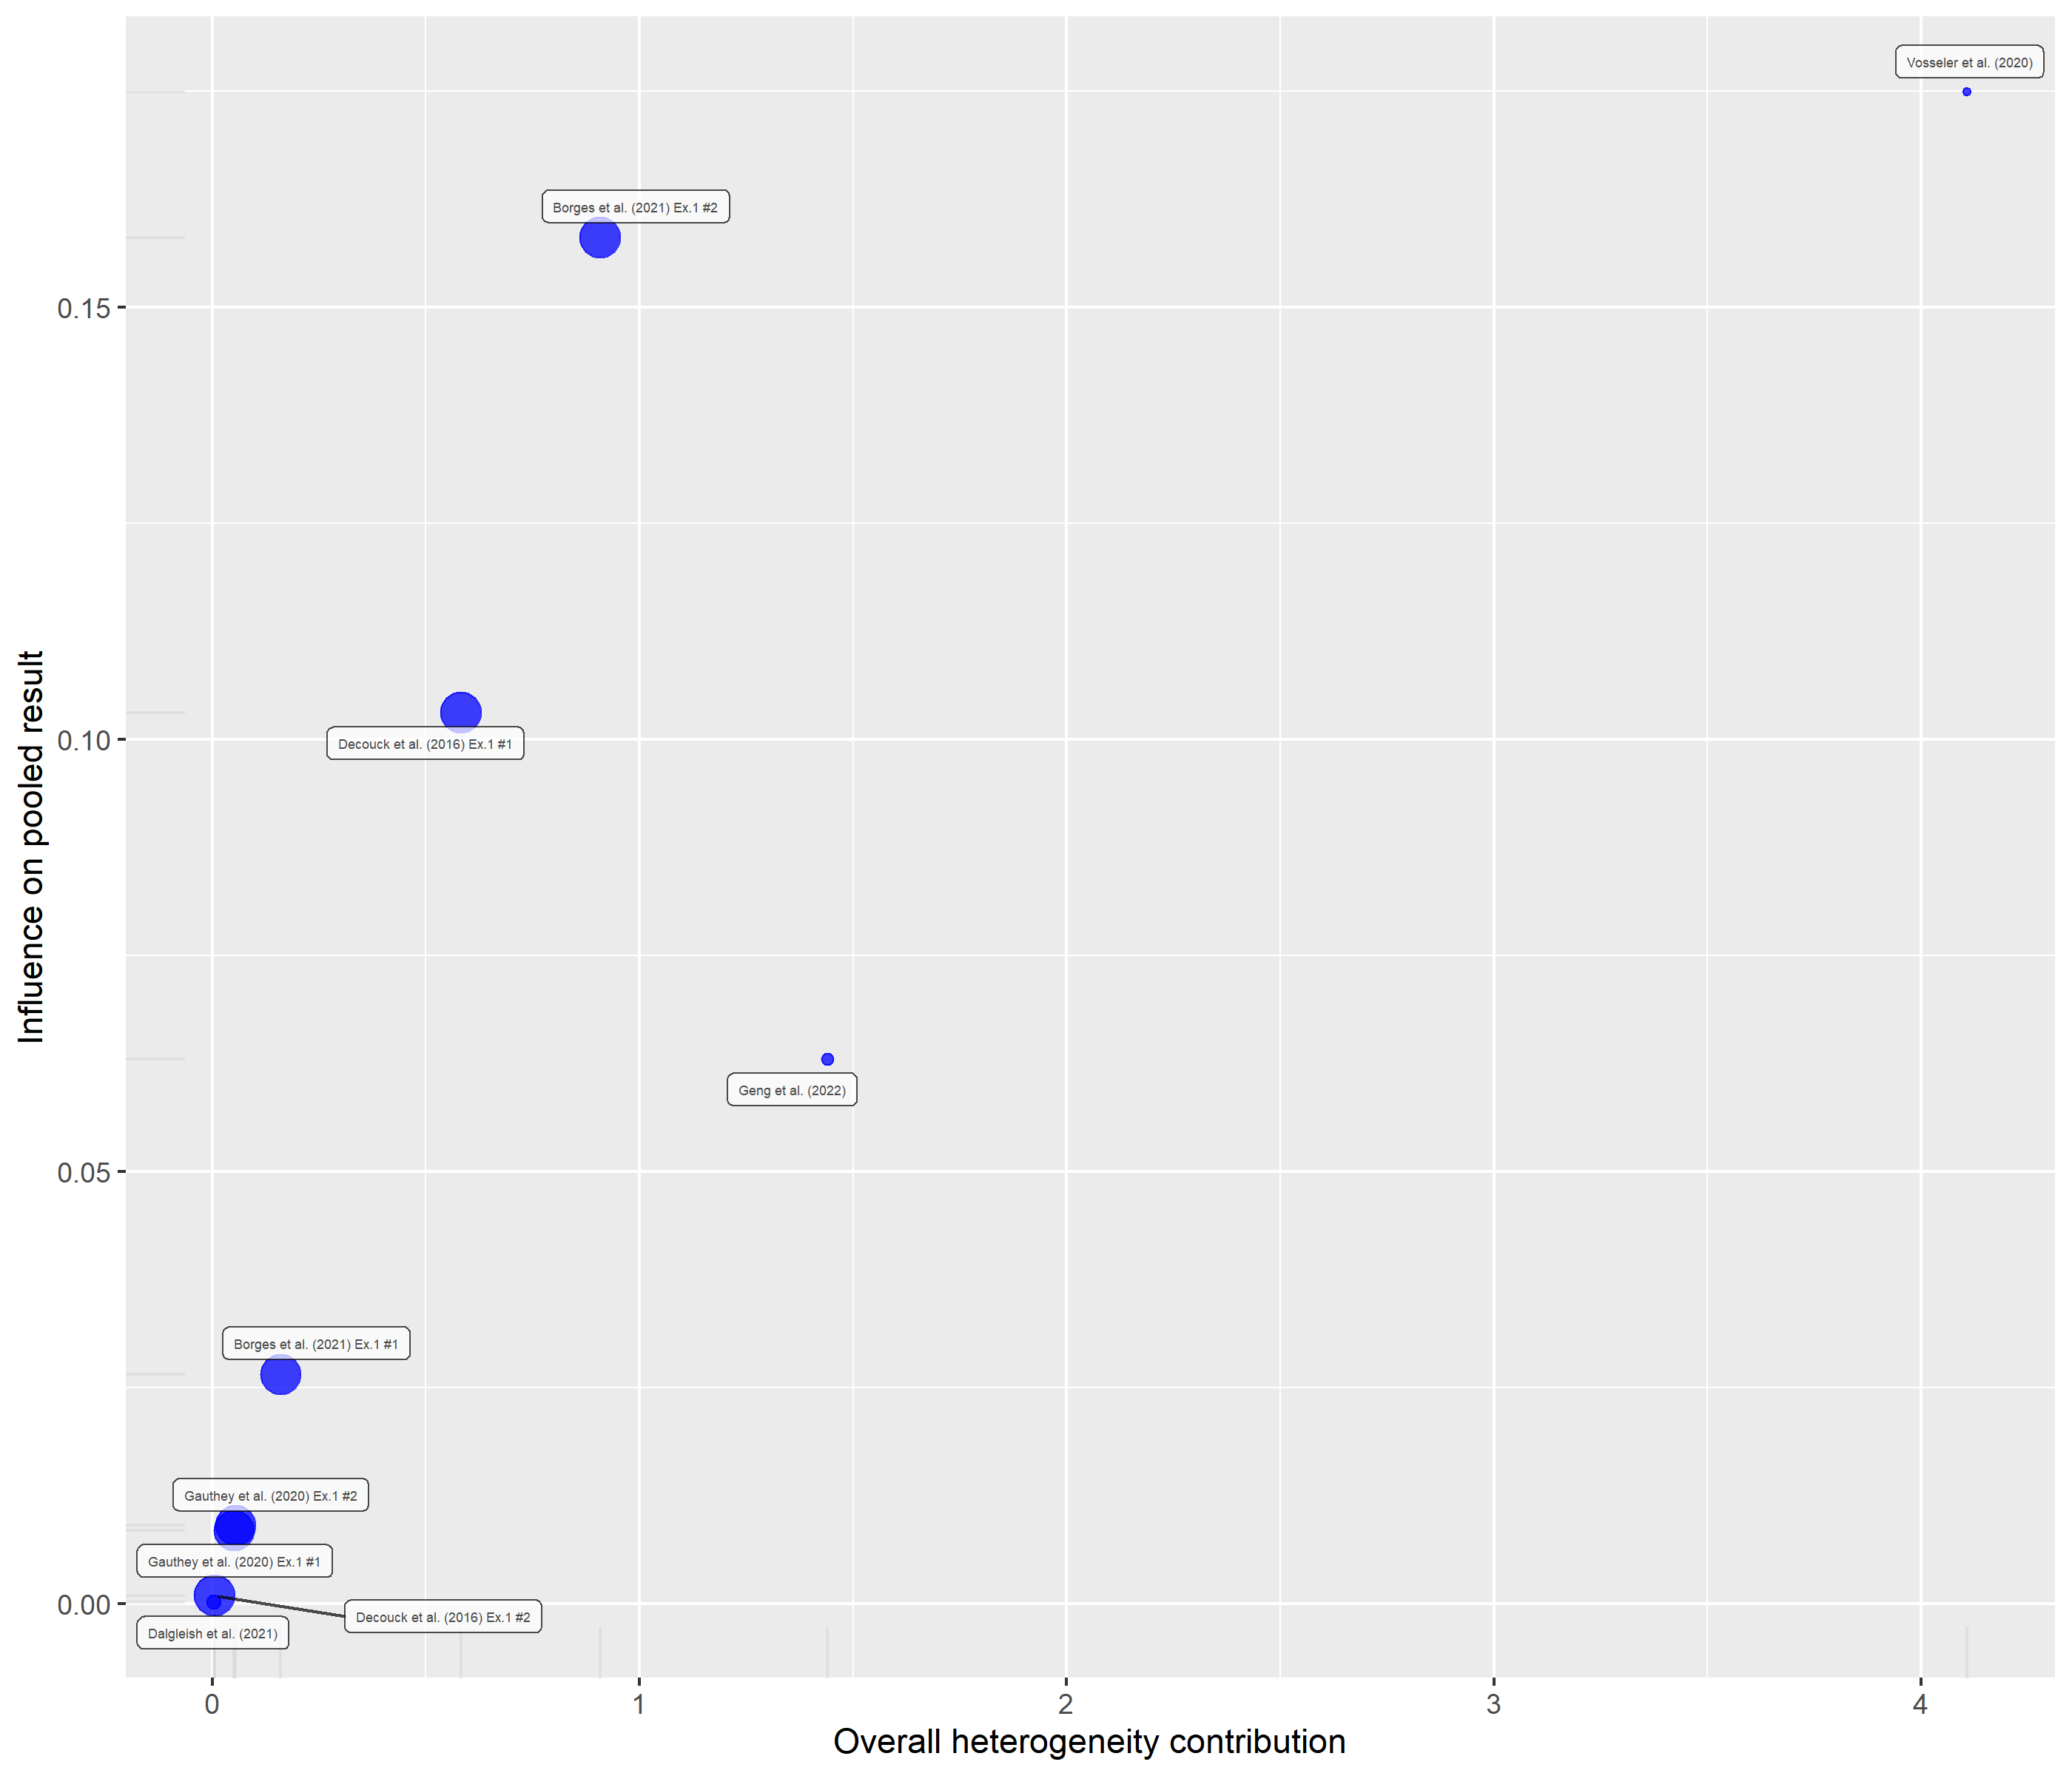 Vosseler et al. (2020)
Borges et al. (2021) Ex.1 #2
0.15
Decouck et al. (2016) Ex.1 #1
0.10
Influence on pooled result
Geng et al. (2022)
0.05
Borges et al. (2021) Ex.1 #1
Gauthey et al. (2020) Ex.1 #2
Gauthey et al. (2020) Ex.1 #1
0.00
Decouck et al. (2016) Ex.1 #2
Dalgleish et al. (2021)
0 1 2 3 4
Overall heterogeneity contribution